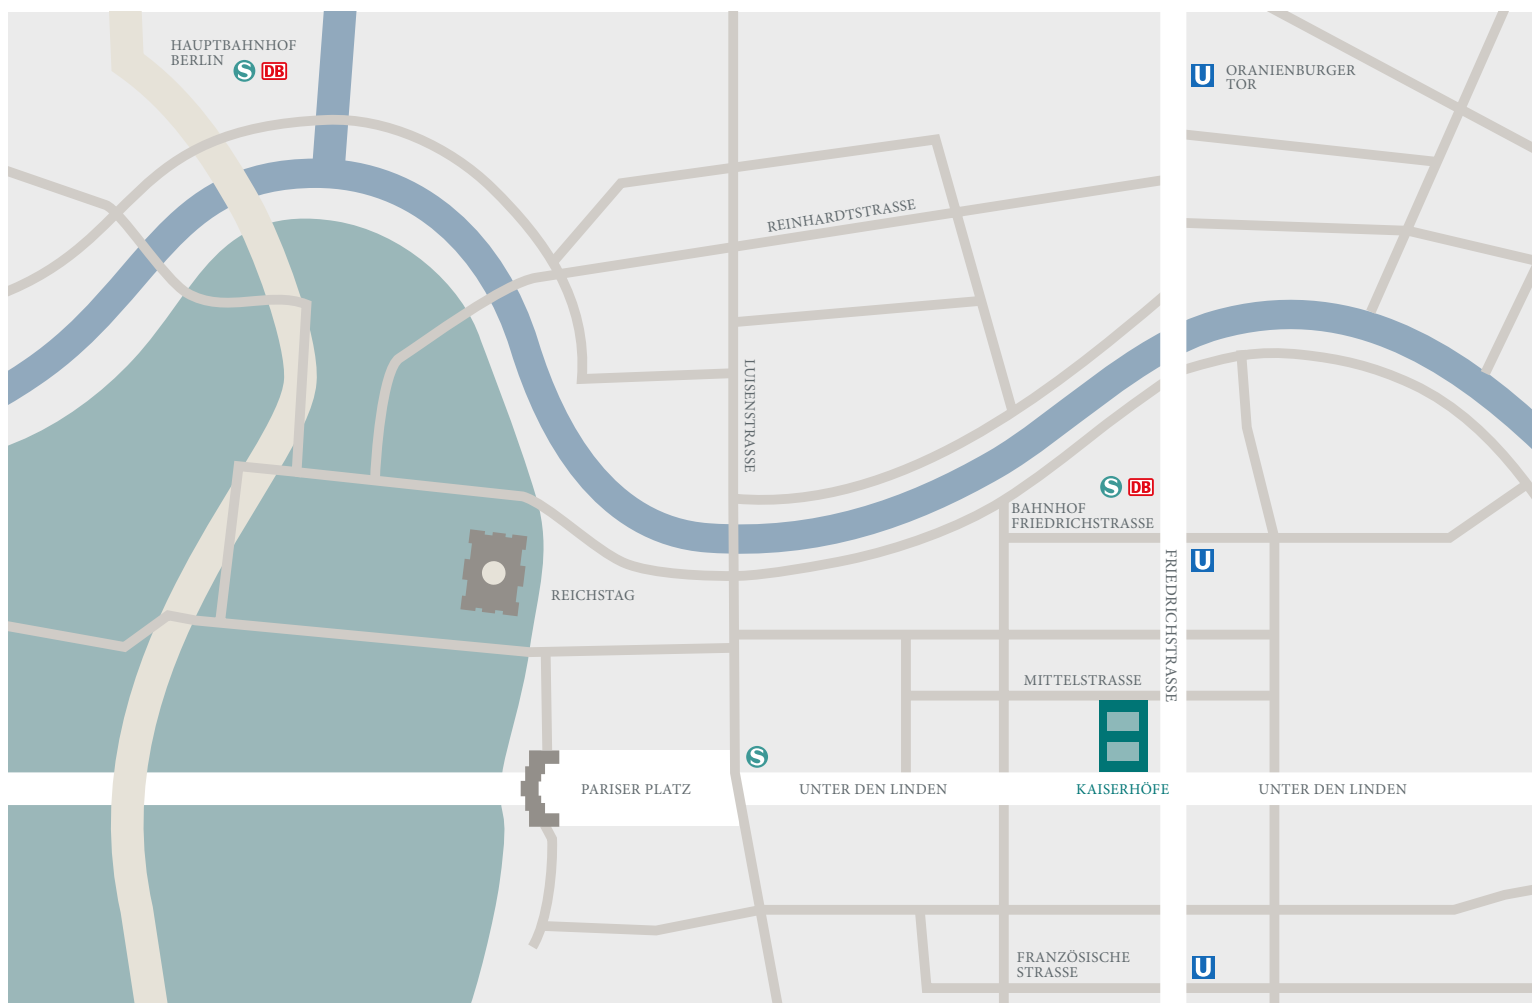 HAUPTBAHNHOF
BERLIN
S DB
U
ORANIENBURGER
TOR
REINHARDTSTRASSE
LUISENSTRASSE
S DB
BAHNHOF
FRIEDRICHSTRASSE
U
FRIEDRICHSTRASSE
REICHSTAG
MITTELSTRASSE
S
PARISER PLATZ
UNTER DEN LINDEN
KAISERHÖFE
UNTER DEN LINDEN
FRANZÖSISCHE
STRASSE
U